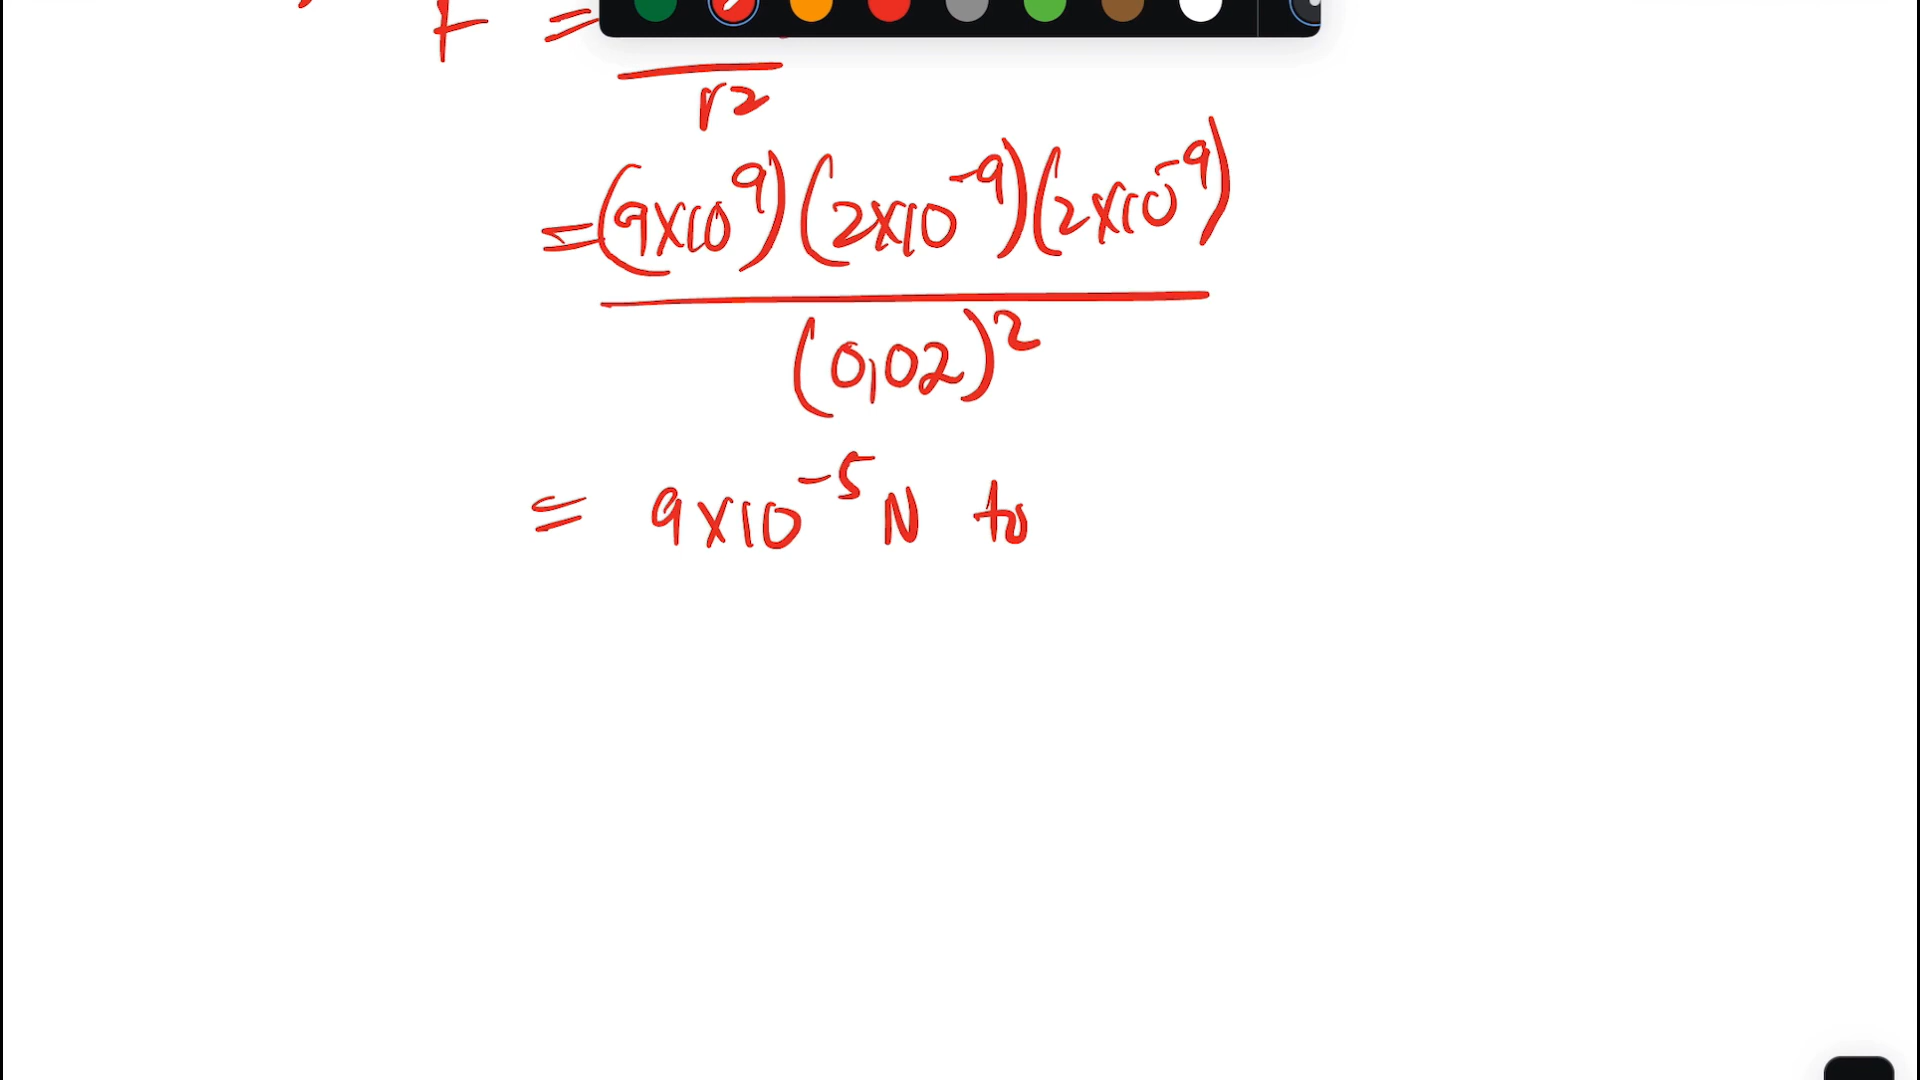 F =
r2
= (9x10^9)(2x10^-9)(2x10^-9)
(0,02)^2
= 9x10^-5 N to